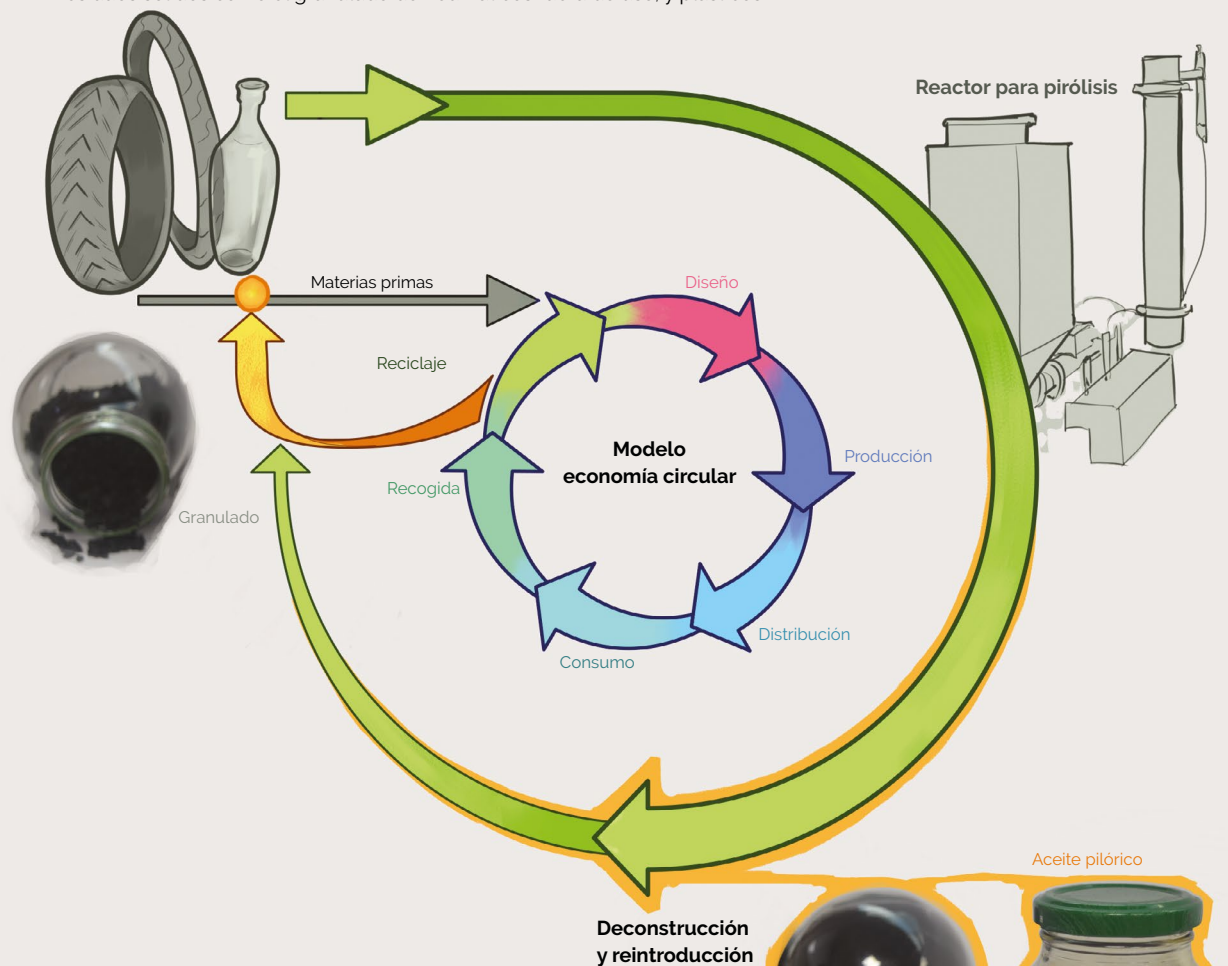 Reactor para pirólisis
Materias primas
Diseño
Reciclaje
Modelo
economía circular
Producción
Recogida
Granulado
Distribución
Consumo
Aceite pilórico
Deconstrucción
y reintroducción